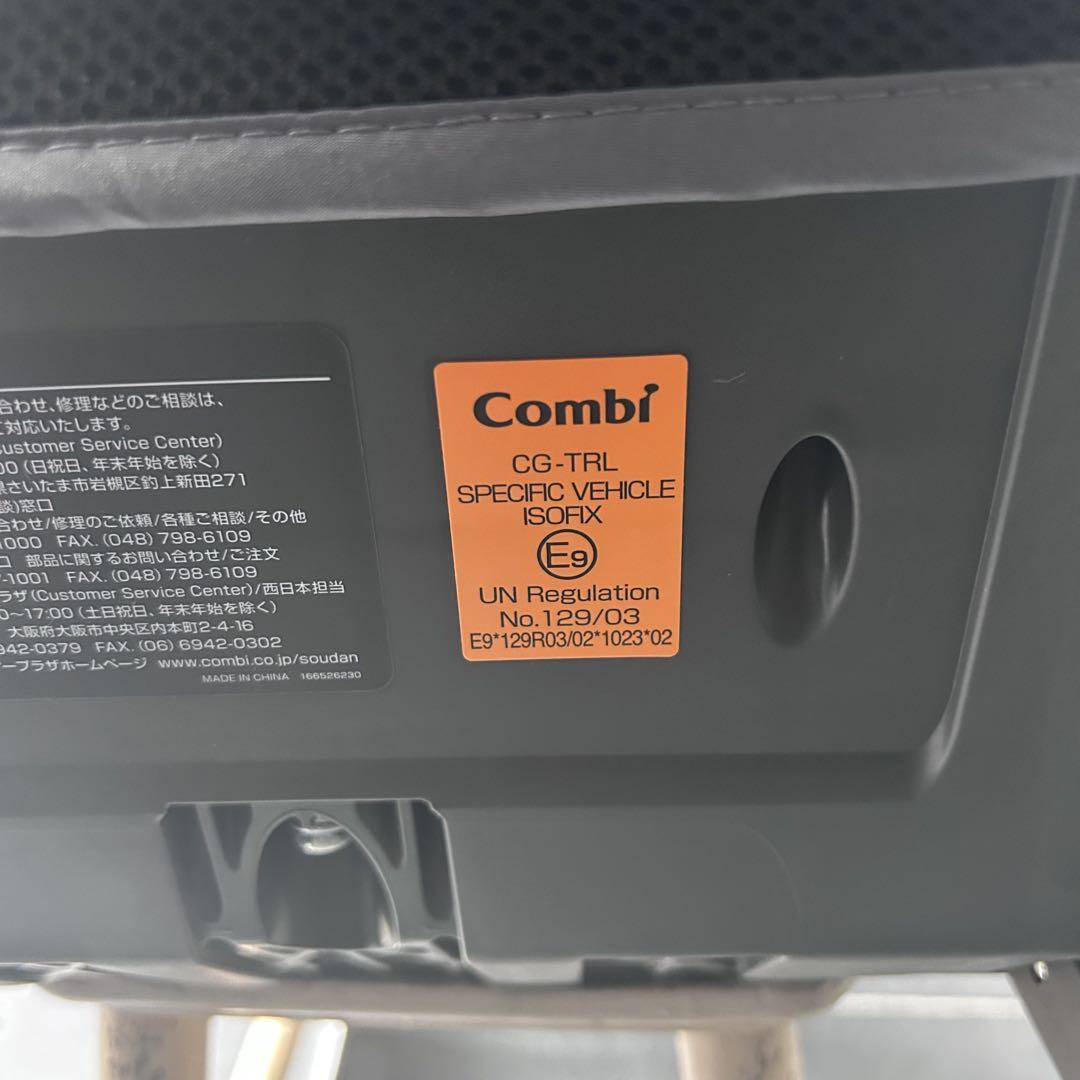 合わせ、修理などのご相談は、
対応いたします。
ustomer Service Center)
00 (日祝日、年末年始を除く)
県さいたま市岩槻区釣上新田271
談)窓口
合わせ/修理のご依頼/各種ご相談/その他
1000 FAX. (048) 798-6109
口 部品に関するお問い合わせ/ご注文
-1001 FAX. (048) 798-6109
ラザ(Customer Service Center)/西日本担当
0~17:00 (土日祝日、年末年始を除く)
大阪府大阪市中央区内本町2-4-16
942-0379 FAX. (06) 6942-0302
ープラザホームページ www.combi.co.jp/soudan
MADE IN CHINA 166526230
Combi
CG-TRL
SPECIFIC VEHICLE
ISOFIX
E9
UN Regulation
No.129/03
E9*129R03/02*1023*02